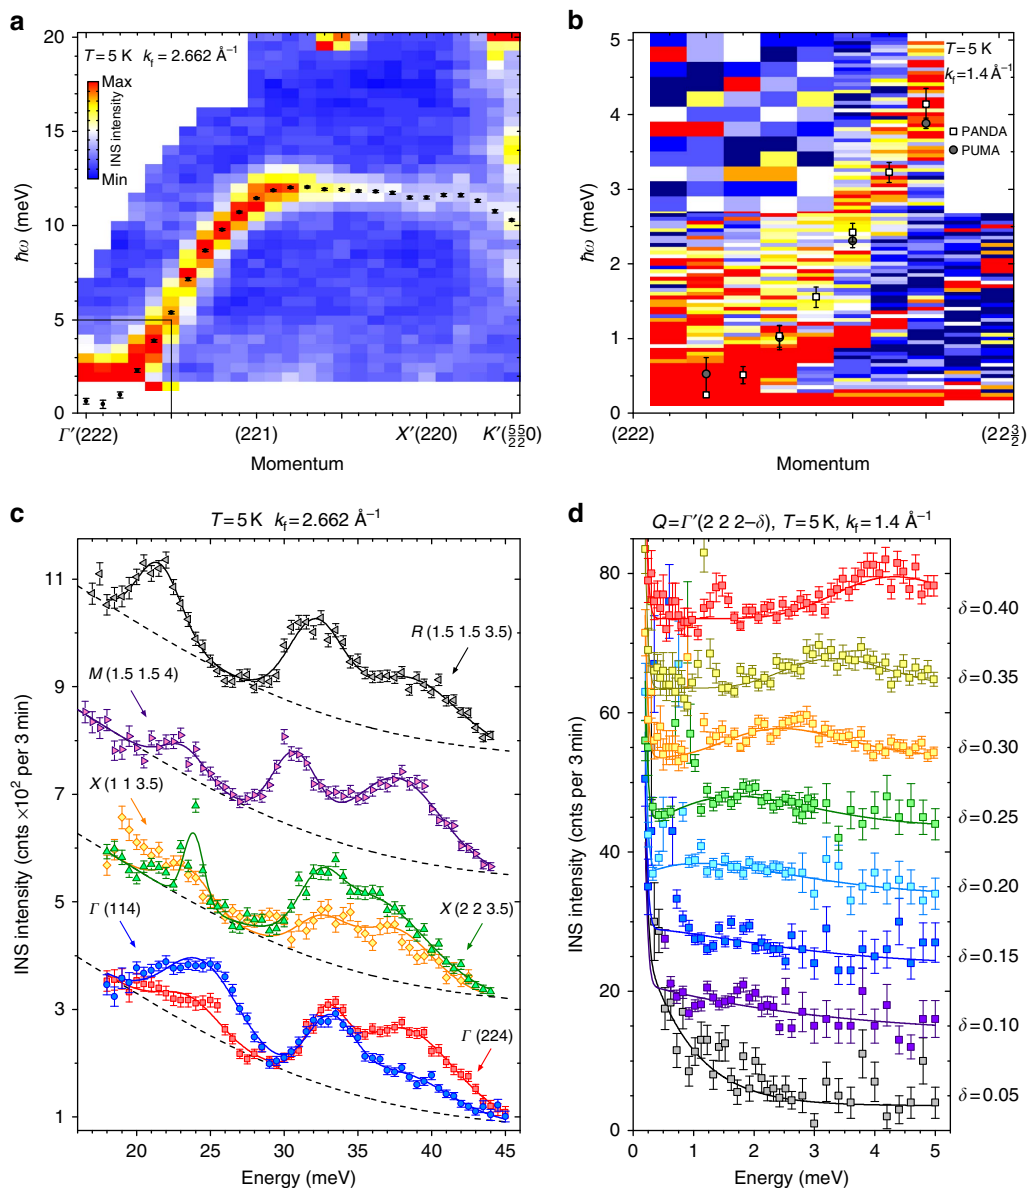 a
T = 5 K k_f = 2.662 Å⁻¹
Max
INS intensity
Min
20
15
10
5
0
ħω (meV)
Γ′(222)
(221)
X′(220)
K′(5/2 5/2 0)
Momentum
b
T = 5 K
k_f = 1.4 Å⁻¹
PANDA
PUMA
5
4
3
2
1
0
ħω (meV)
(222)
(22 3/2)
Momentum
c
T = 5 K k_f = 2.662 Å⁻¹
R (1.5 1.5 3.5)
M (1.5 1.5 4)
X (1 1 3.5)
X (2 2 3.5)
Γ (114)
Γ (224)
11
9
7
5
3
1
INS intensity (cnts ×10² per 3 min)
20 25 30 35 40 45
Energy (meV)
d
Q = Γ′(2 2 2–δ), T = 5 K, k_f = 1.4 Å⁻¹
80
60
40
20
0
INS intensity (cnts per 3 min)
δ = 0.40
δ = 0.35
δ = 0.30
δ = 0.25
δ = 0.20
δ = 0.15
δ = 0.10
δ = 0.05
0 1 2 3 4 5
Energy (meV)